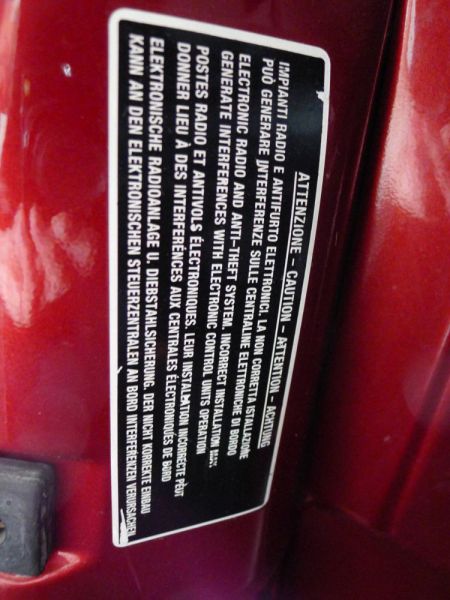 ATTENZIONE - CAUTION - ATTENTION - ACHTUNG
IMPIANTI RADIO E ANTIFURTO ELETTRONICI. LA NON CORRETTA ISTALLAZIONE
PUÒ GENERARE INTERFERENZE SULLE CENTRALINE ELETTRONICHE DI BORDO
ELECTRONIC RADIO AND ANTI-THEFT SYSTEM. INCORRECT INSTALLATION MAY
GENERATE INTERFERENCES WITH ELECTRONIC CONTROL UNITS OPERATION
POSTES RADIO ET ANTIVOLS ÉLECTRONIQUES, LEUR INSTALLATION INCORRECTE PEUT
DONNER LIEU À DES INTERFÉRENCES AUX CENTRALES ÉLECTRONIQUES DE BORD
ELEKTRONISCHE RADIOANLAGE U. DIEBSTAHLSICHERUNG. DER NICHT KORREKTE EINBAU
KANN AN DEN ELEKTRONISCHEN STEUERZENTRALEN AN BORD INTERFERENZEN VERURSACHEN